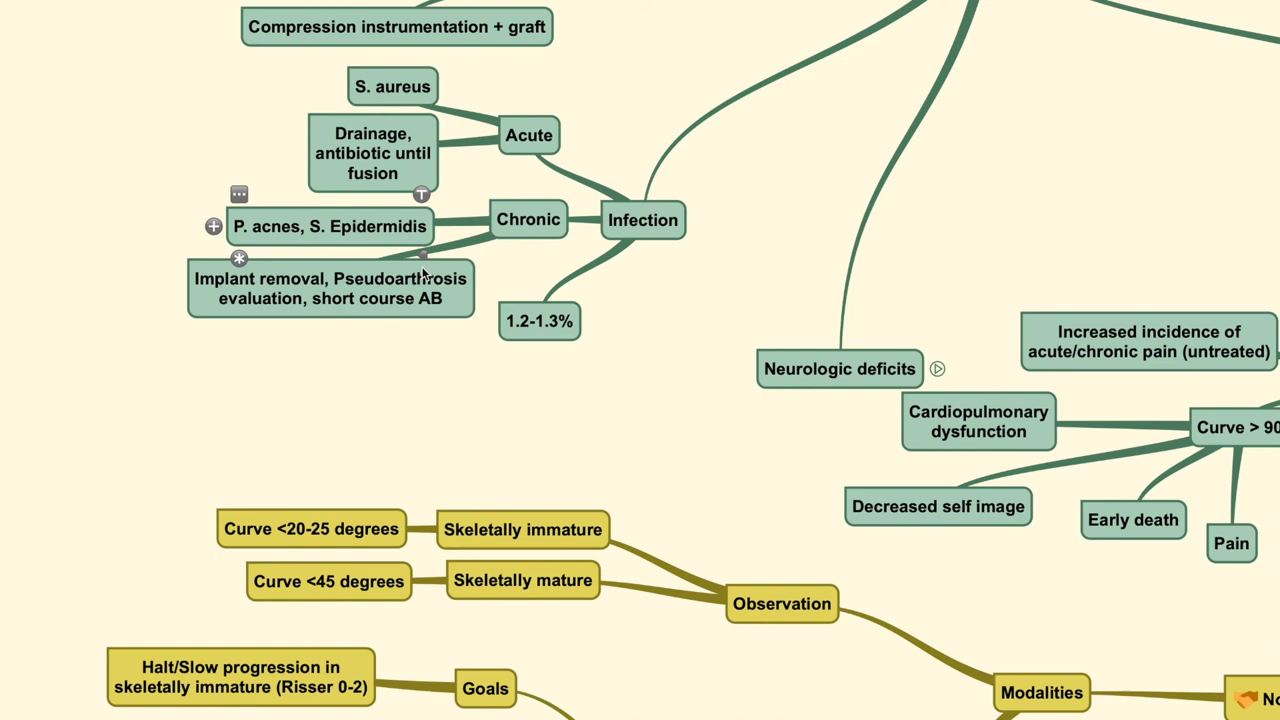 Compression instrumentation + graft
S. aureus
Drainage,
antibiotic until
fusion
Acute
P. acnes, S. Epidermidis
Chronic
Infection
Implant removal, Pseudoarthrosis
evaluation, short course AB
1.2-1.3%
Neurologic deficits
Increased incidence of
acute/chronic pain (untreated)
Cardiopulmonary
dysfunction
Curve > 90
Decreased self image
Early death
Pain
Curve <20-25 degrees
Skeletally immature
Curve <45 degrees
Skeletally mature
Observation
Halt/Slow progression in
skeletally immature (Risser 0-2)
Goals
Modalities